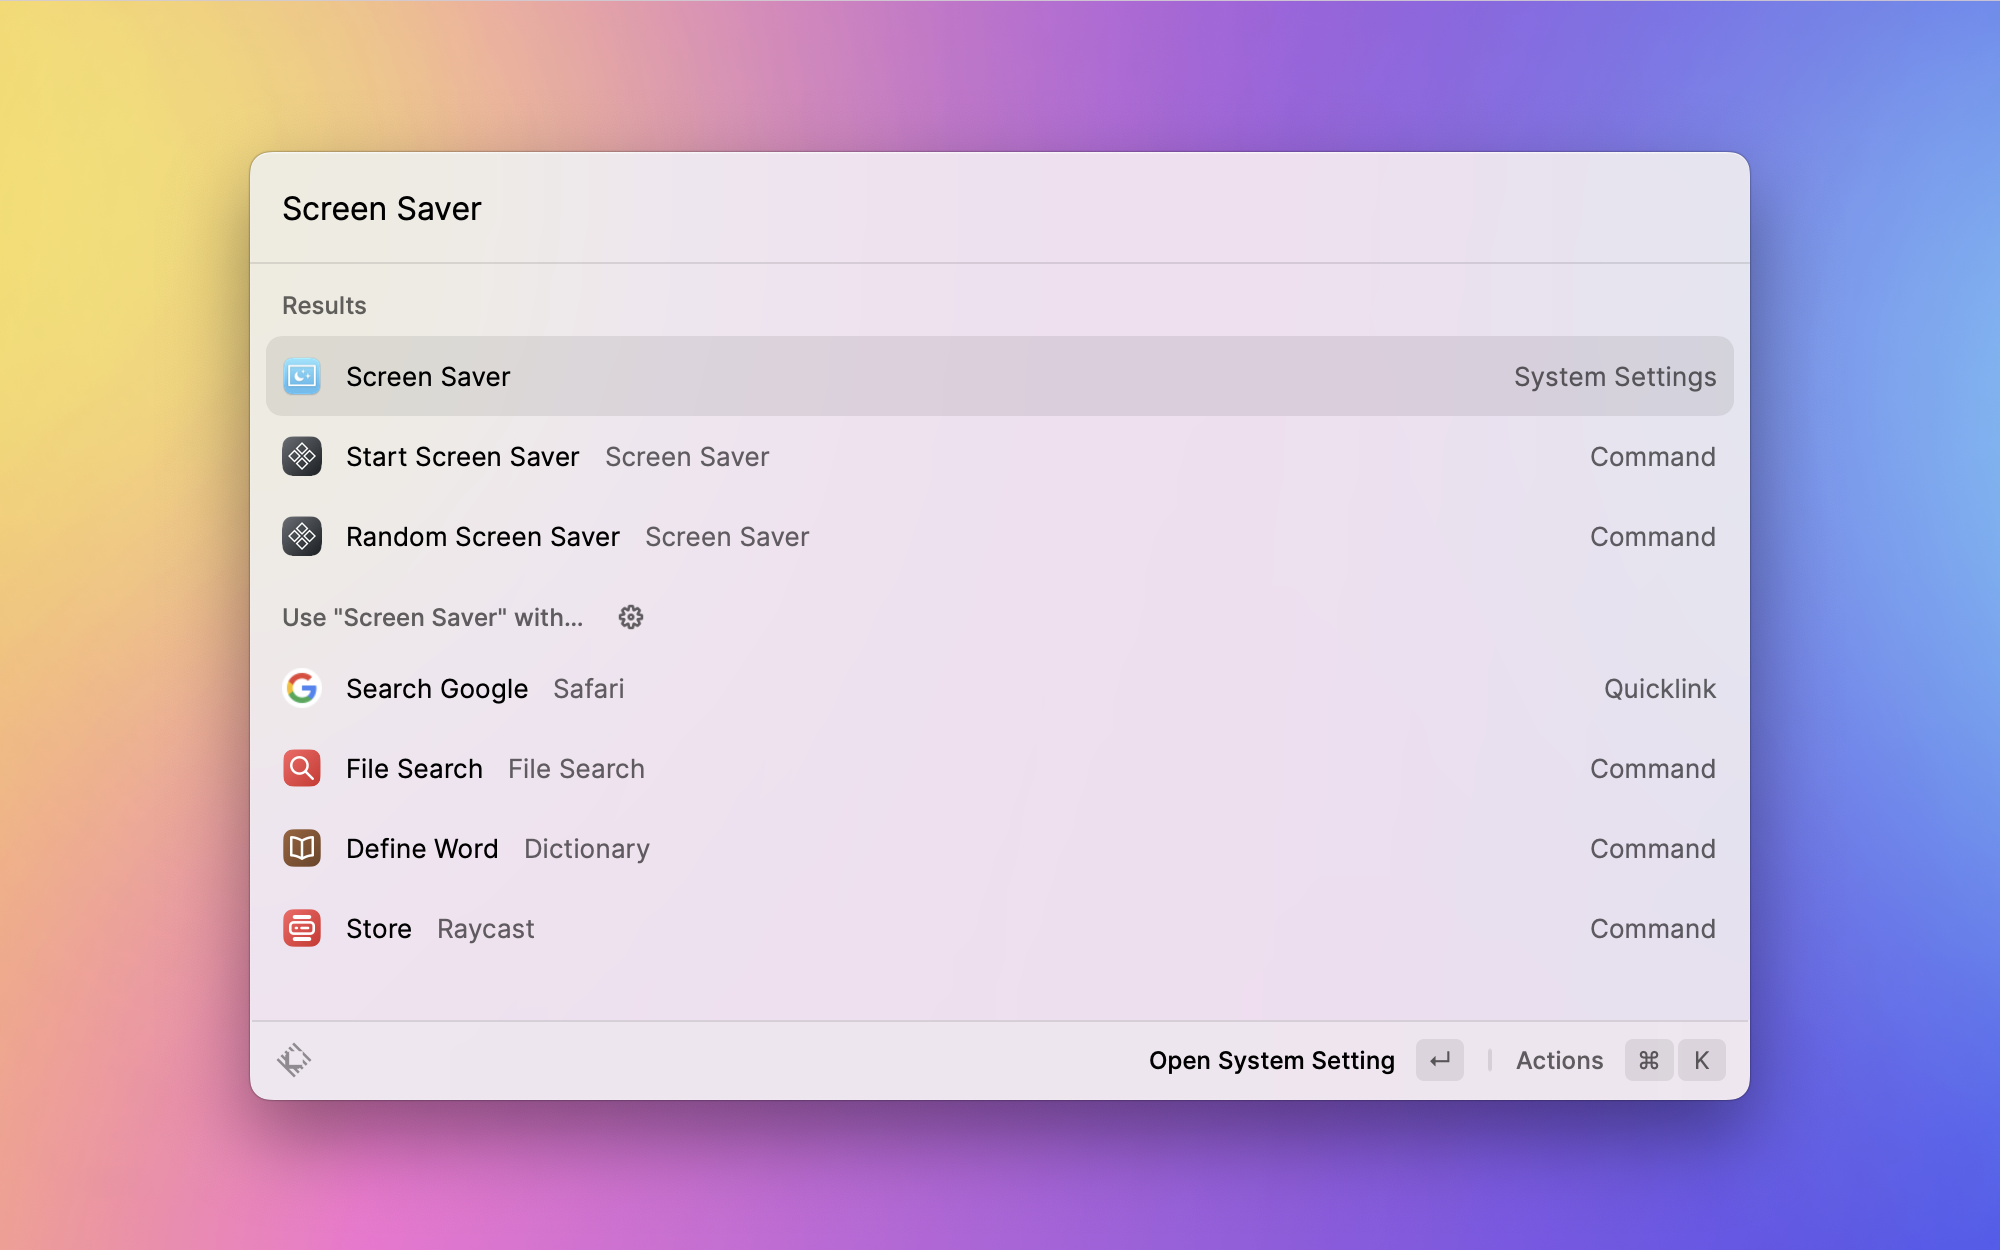 Screen Saver
Results
Screen Saver System Settings
Start Screen Saver Screen Saver Command
Random Screen Saver Screen Saver Command
Use "Screen Saver" with...
Search Google Safari Quicklink
File Search File Search Command
Define Word Dictionary Command
Store Raycast Command
Open System Setting ↵ Actions ⌘ K